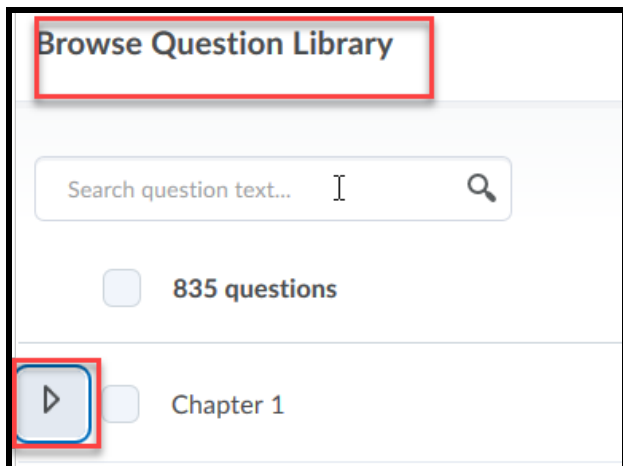 Browse Question Library
Search question text...
835 questions
Chapter 1